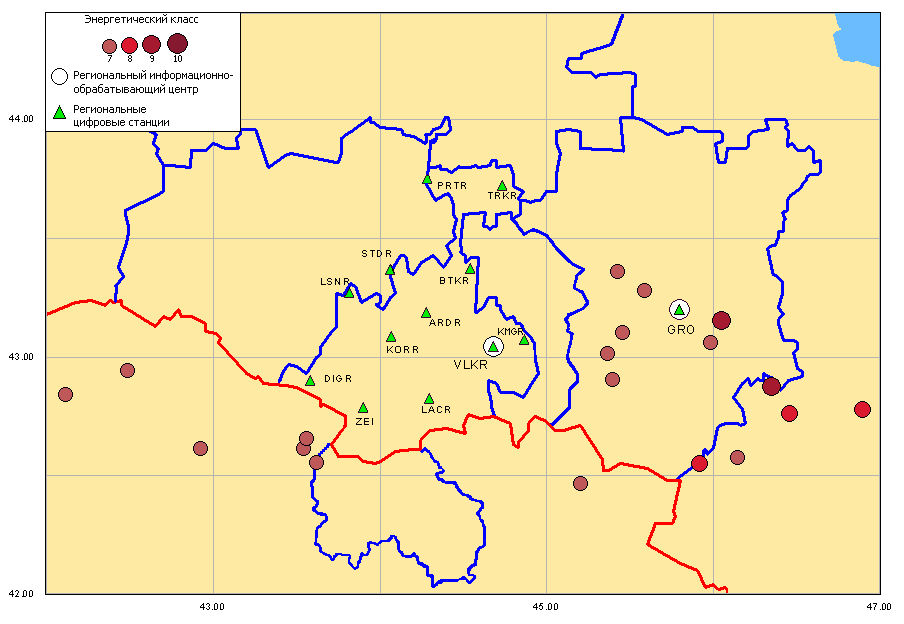 Энергетический класс
7 8 9 10
Региональный информационно-
обрабатывающий центр
Региональные
цифровые станции
44.00
PRTR
TRKR
STDR
LSNR
BTKR
ARDR
GRO
KMGR
KORR
VLKR
43.00
DIGR
LACR
ZEI
42.00
43.00 45.00 47.00